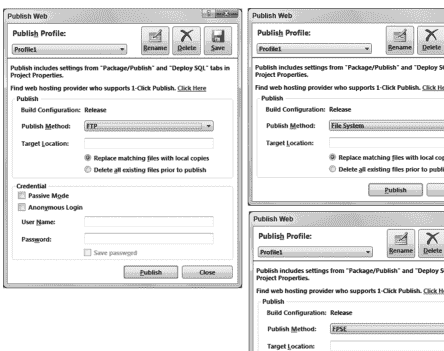 Publish Web
Publish Profile:
Profile1
Rename
Delete
Save
Publish includes settings from "Package/Publish" and "Deploy SQL" tabs in
Project Properties.
Find web hosting provider who supports 1-Click Publish. Click Here
Publish
Build Configuration: Release
Publish Method: FTP
Target Location:
Replace matching files with local copies
Delete all existing files prior to publish
Credential
Passive Mode
Anonymous Login
User Name:
Password:
Save password
Publish
Close
Publish Web
Publish Profile:
Profile1
Rename
Delete
Publish includes settings from "Package/Publish" and "Deploy S
Project Properties.
Find web hosting provider who supports 1-Click Publish. Click He
Publish
Build Configuration: Release
Publish Method: File System
Target Location:
Replace matching files with local cop
Delete all existing files prior to publi
Publish
Publish Web
Publish Profile:
Profile1
Rename
Delete
Publish includes settings from "Package/Publish" and "Deploy S
Project Properties.
Find web hosting provider who supports 1-Click Publish. Click H
Publish
Build Configuration: Release
Publish Method: FPSE
Target Location: